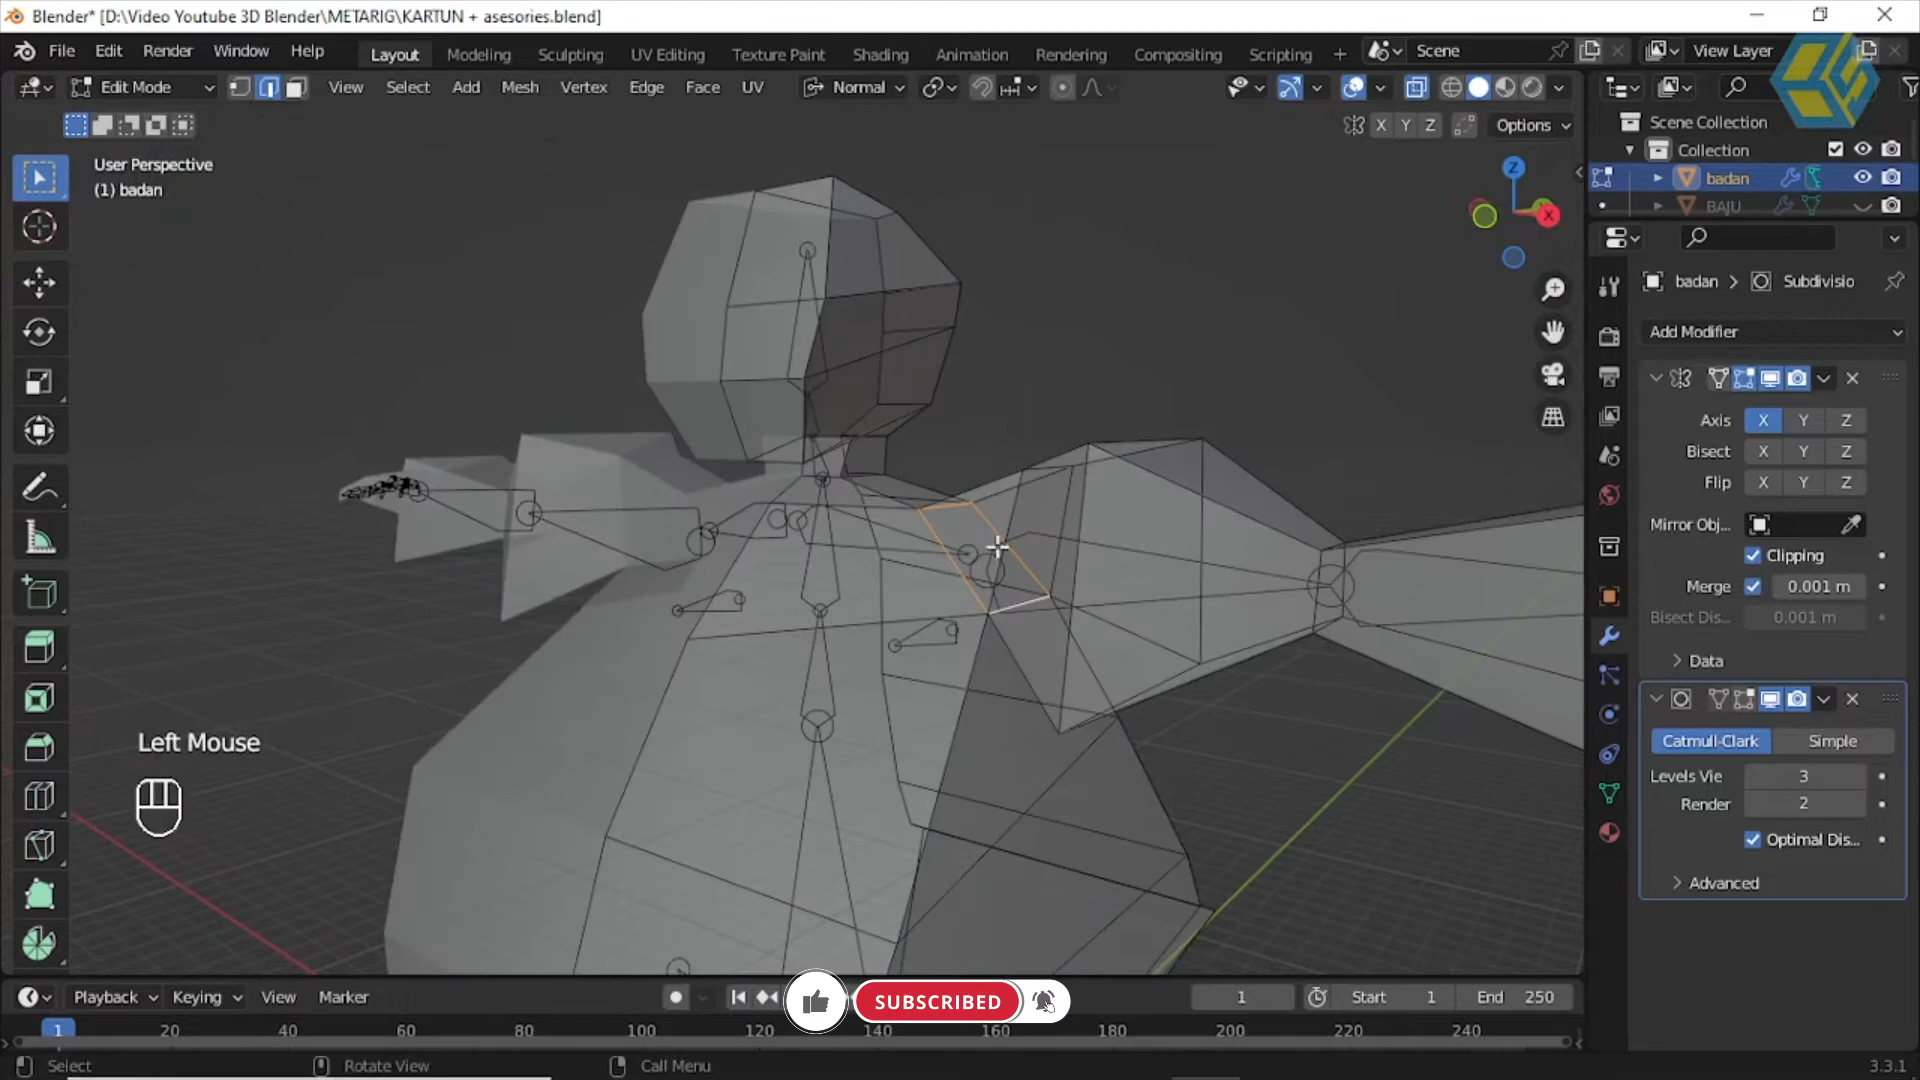 Blender* [D:\Video Youtube 3D Blender\METARIG\KARTUN + asesories.blend]
File Edit Render Window Help Layout Modeling Sculpting UV Editing Texture Paint Shading Animation Rendering Compositing Scripting + Scene View Layer
Edit Mode View Select Add Mesh Vertex Edge Face UV Normal
X Y Z Options
User Perspective
(1) badan
Scene Collection
Collection
badan
BAJU
Z
X
badan > Subdivisio
Add Modifier
Axis X Y Z
Bisect X Y Z
Flip X Y Z
Mirror Obj...
Clipping
Merge 0.001 m
Bisect Dis... 0.001 m
Data
Catmull-Clark Simple
Levels Vie 3
Render 2
Optimal Dis...
Advanced
Left Mouse
Playback Keying View Marker SUBSCRIBED 1 Start 1 End 250
1 20 40 60 80 100 120 140 160 180 200 220 240
Select Rotate View Call Menu 3.3.1